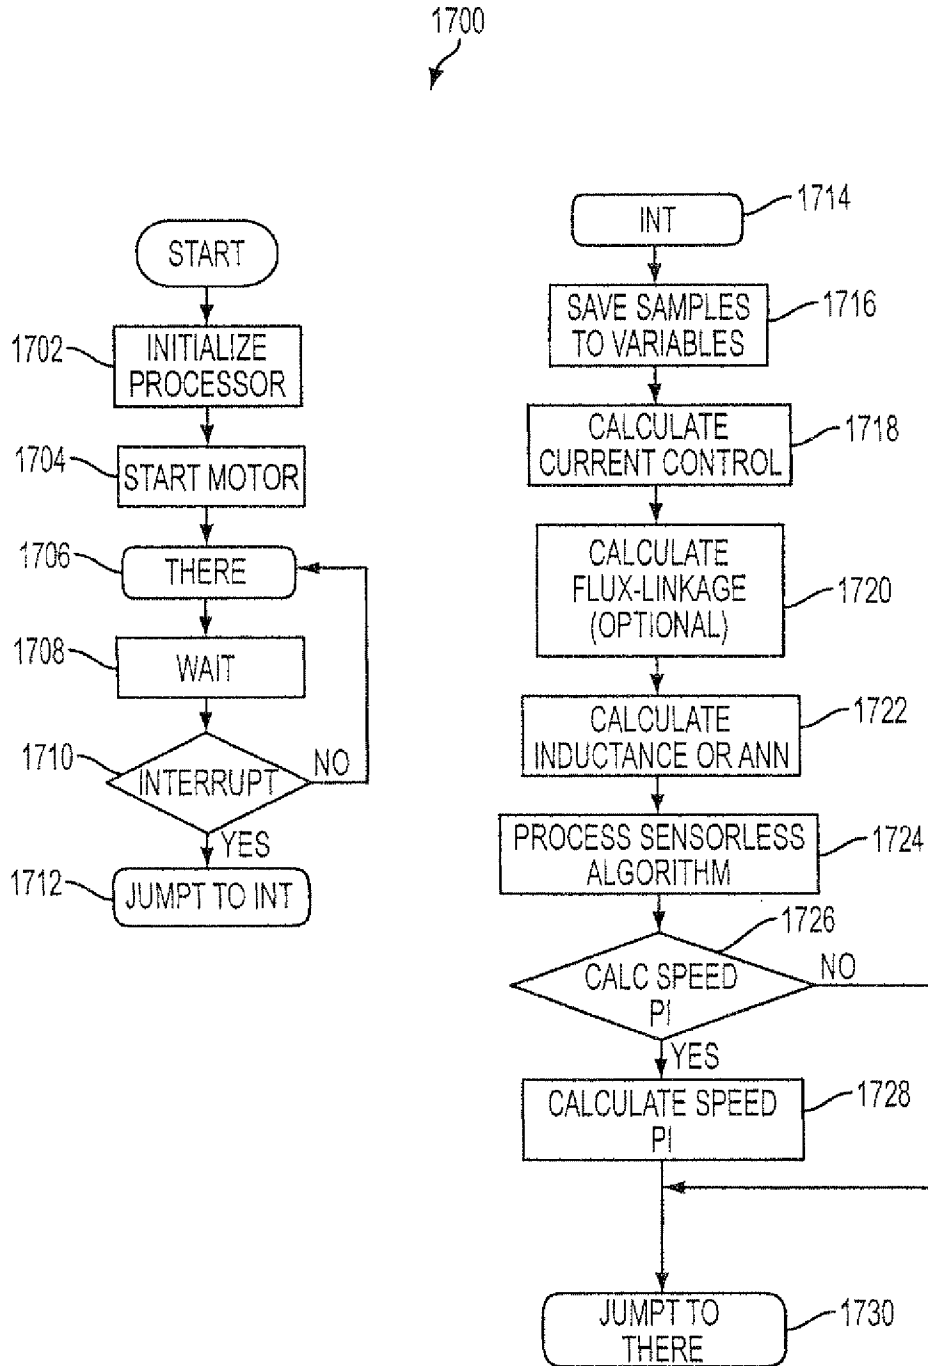 1700
START
1702
INITIALIZE
PROCESSOR
1704
START MOTOR
1706
THERE
1708
WAIT
1710
INTERRUPT
NO
YES
1712
JUMPT TO INT
INT
1714
SAVE SAMPLES
TO VARIABLES
1716
CALCULATE
CURRENT CONTROL
1718
CALCULATE
FLUX-LINKAGE
(OPTIONAL)
1720
CALCULATE
INDUCTANCE OR ANN
1722
PROCESS SENSORLESS
ALGORITHM
1724
1726
CALC SPEED
PI
NO
YES
CALCULATE SPEED
PI
1728
JUMPT TO
THERE
1730